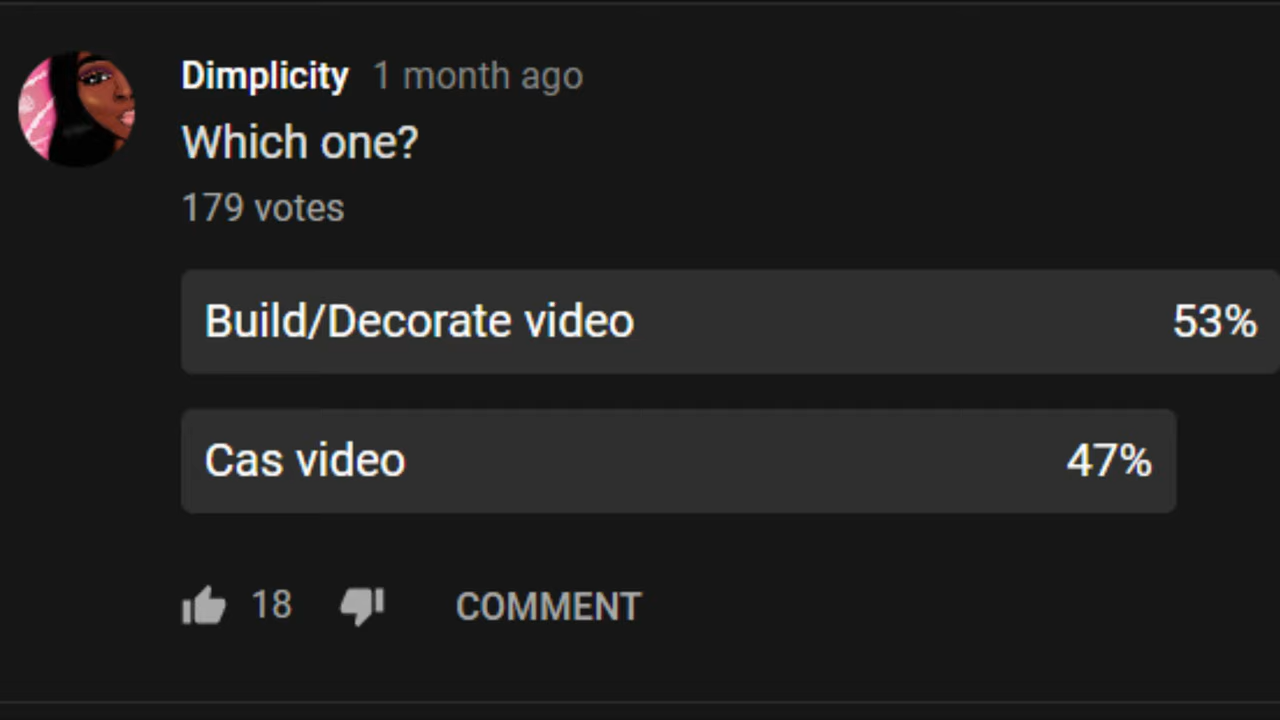 Dimplicity 1 month ago
Which one?
179 votes
Build/Decorate video 53%
Cas video 47%
18 COMMENT